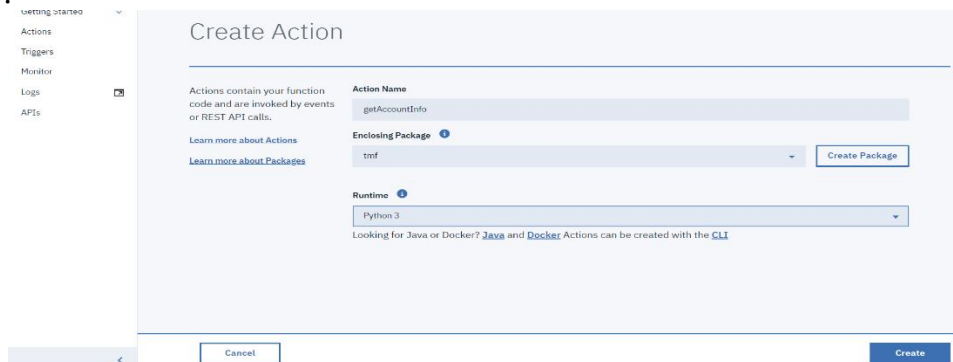 Getting Started
Actions
Triggers
Monitor
Logs
APIs
Create Action
Actions contain your function
code and are invoked by events
or REST API calls.
Learn more about Actions
Learn more about Packages
Action Name
getAccountInfo
Enclosing Package
tmf
Create Package
Runtime
Python 3
Looking for Java or Docker? Java and Docker Actions can be created with the CLI
Cancel
Create